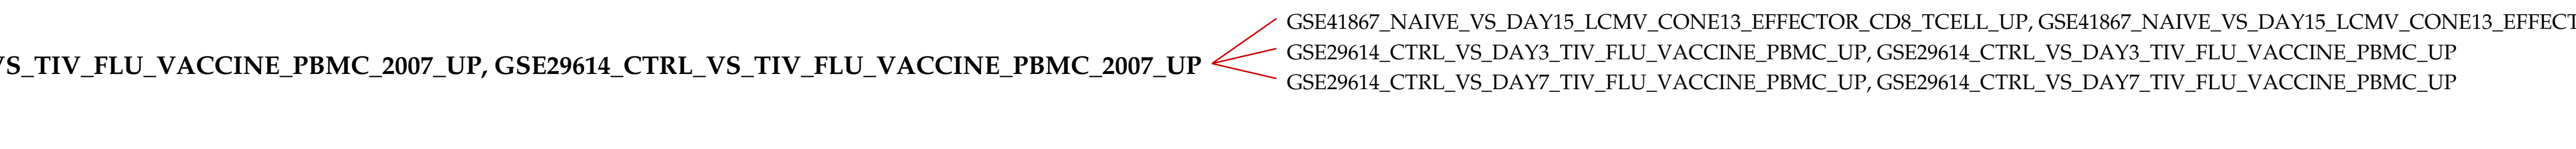 GSE41867_NAIVE_VS_DAY15_LCMV_CONE13_EFFECTOR_CD8_TCELL_UP, GSE41867_NAIVE_VS_DAY15_LCMV_CONE13_EFFECT
GSE29614_CTRL_VS_DAY3_TIV_FLU_VACCINE_PBMC_UP, GSE29614_CTRL_VS_DAY3_TIV_FLU_VACCINE_PBMC_UP
VS_TIV_FLU_VACCINE_PBMC_2007_UP, GSE29614_CTRL_VS_TIV_FLU_VACCINE_PBMC_2007_UP
GSE29614_CTRL_VS_DAY7_TIV_FLU_VACCINE_PBMC_UP, GSE29614_CTRL_VS_DAY7_TIV_FLU_VACCINE_PBMC_UP